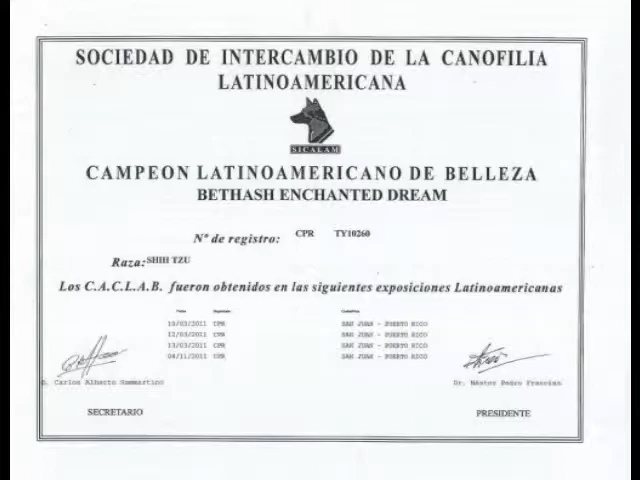 SOCIEDAD DE INTERCAMBIO DE LA CANOFILIA
LATINOAMERICANA
SICALAM
CAMPEON LATINOAMERICANO DE BELLEZA
BETHASH ENCHANTED DREAM
Nº de registro: CPR TY10260
Raza: SHIH TZU
Los C.A.C.L.A.B. fueron obtenidos en las siguientes exposiciones Latinoamericanas
10/03/2011 CPR SAN JUAN - PUERTO RICO
12/03/2011 CPR SAN JUAN - PUERTO RICO
13/03/2011 CPR SAN JUAN - PUERTO RICO
04/11/2011 CPR SAN JUAN - PUERTO RICO
Carlos Alberto Dr. Néstor Pedro
SECRETARIO PRESIDENTE